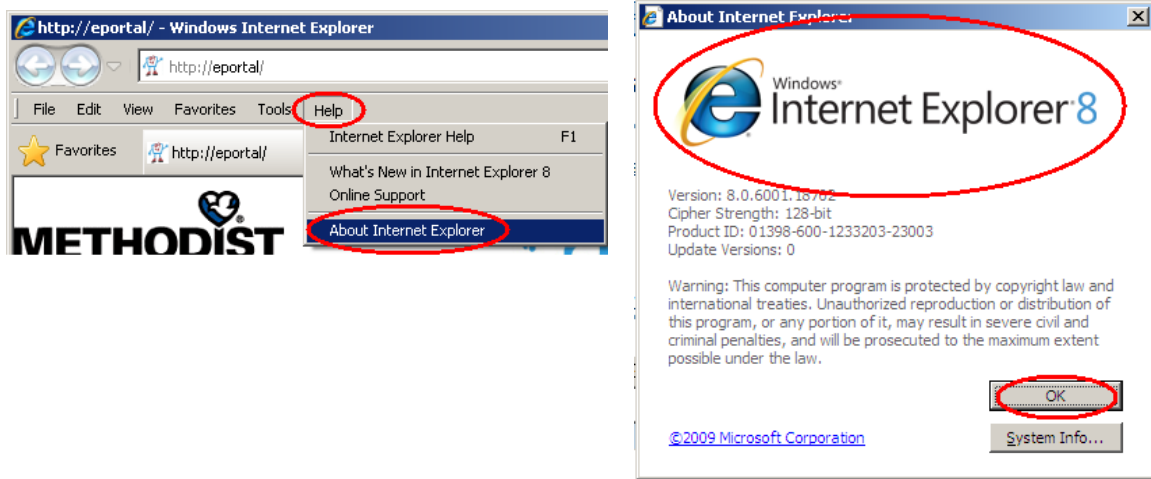 http://eportal/ - Windows Internet Explorer
http://eportal/
File Edit View Favorites Tools Help
Favorites http://eportal/
Internet Explorer Help F1
What's New in Internet Explorer 8
Online Support
About Internet Explorer
METHODIST
About Internet Explorer
Windows®
Internet Explorer 8
Version: 8.0.6001.18702
Cipher Strength: 128-bit
Product ID: 01398-600-1233203-23003
Update Versions: 0
Warning: This computer program is protected by copyright law and
international treaties. Unauthorized reproduction or distribution of
this program, or any portion of it, may result in severe civil and
criminal penalties, and will be prosecuted to the maximum extent
possible under the law.
OK
©2009 Microsoft Corporation
System Info...